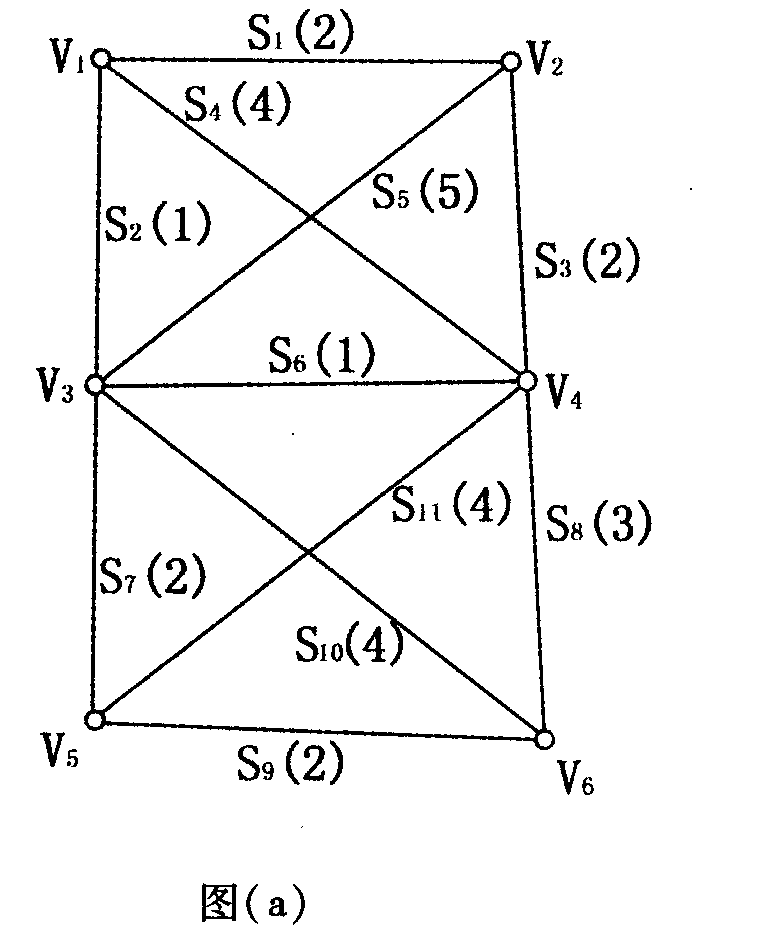 S₁(2)
V₁ V₂
S₄(4)
S₅(5)
S₂(1)
S₃(2)
S₆(1)
V₃ V₄
S₁₁(4)
S₈(3)
S₇(2)
S₁₀(4)
V₅
S₉(2)
V₆
图(a)